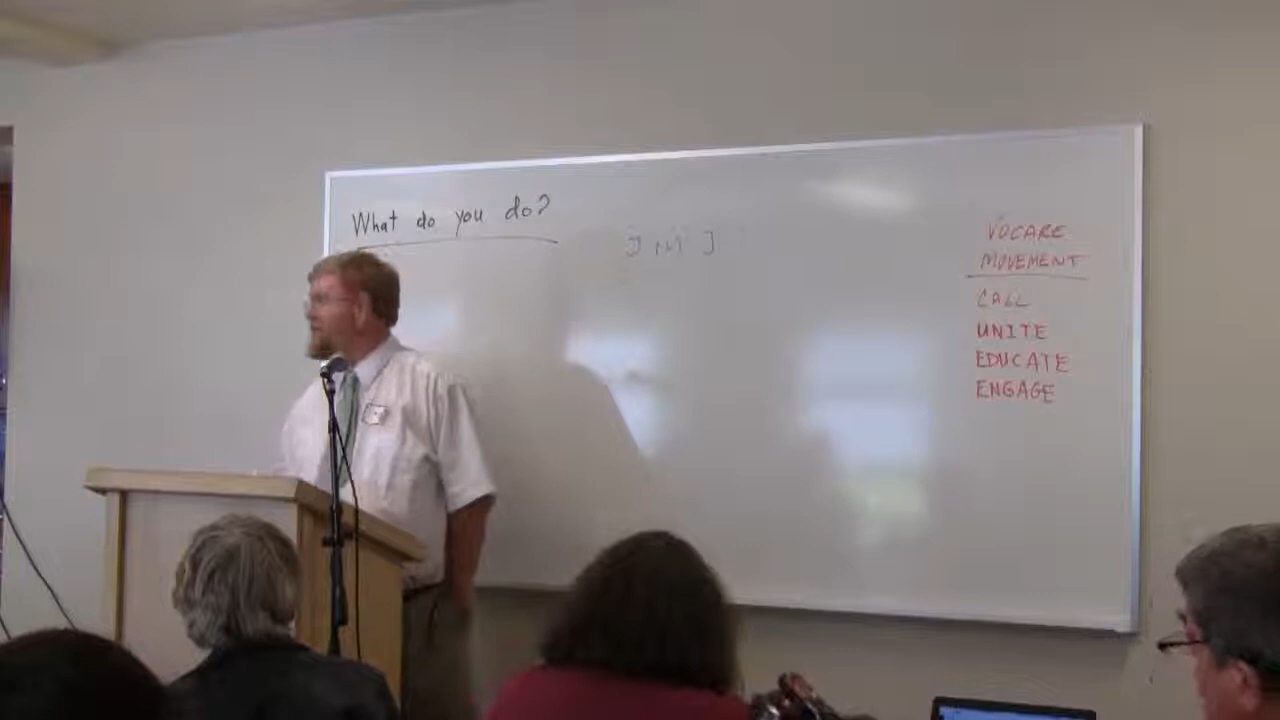 What do you do?
J M J
VOCARE
MOVEMENT
CALL
UNITE
EDUCATE
ENGAGE